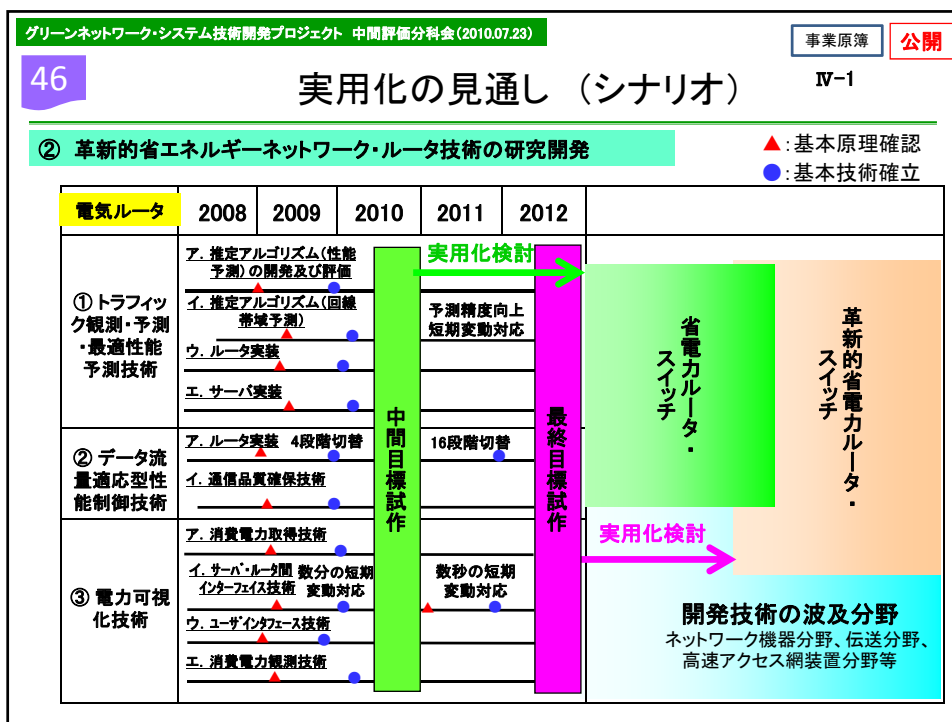 グリーンネットワーク・システム技術開発プロジェクト 中間評価分科会(2010.07.23)
事業原簿
公開
46
実用化の見通し (シナリオ)
Ⅳ-1
② 革新的省エネルギーネットワーク・ルータ技術の研究開発
▲:基本原理確認
●:基本技術確立
電気ルータ
2008
2009
2010
2011
2012
① トラフィッ
ク観測・予測
・最適性能
予測技術
ア. 推定アルゴリズム(性能
予測)の開発及び評価
イ. 推定アルゴリズム(回線
帯域予測)
ウ. ルータ実装
エ. サーバ実装
予測精度向上
短期変動対応
② データ流
量適応型性
能制御技術
ア. ルータ実装 4段階切替
16段階切替
イ. 通信品質確保技術
③ 電力可視
化技術
ア. 消費電力取得技術
イ. サーバ・ルータ間
インターフェイス技術
数分の短期
変動対応
数秒の短期
変動対応
ウ. ユーザインタフェース技術
エ. 消費電力観測技術
中間目標試作
最終目標試作
実用化検討
実用化検討
省電力ルータ・
スイッチ
革新的省電力ルータ・
スイッチ
開発技術の波及分野
ネットワーク機器分野、伝送分野、
高速アクセス網装置分野等